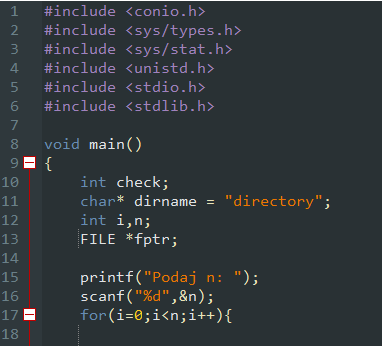 1 #include <conio.h>
2 #include <sys/types.h>
3 #include <sys/stat.h>
4 #include <unistd.h>
5 #include <stdio.h>
6 #include <stdlib.h>
7
8 void main()
9 {
10 int check;
11 char* dirname = "directory";
12 int i,n;
13 FILE *fptr;
14
15 printf("Podaj n: ");
16 scanf("%d",&n);
17 for(i=0;i<n;i++){
18